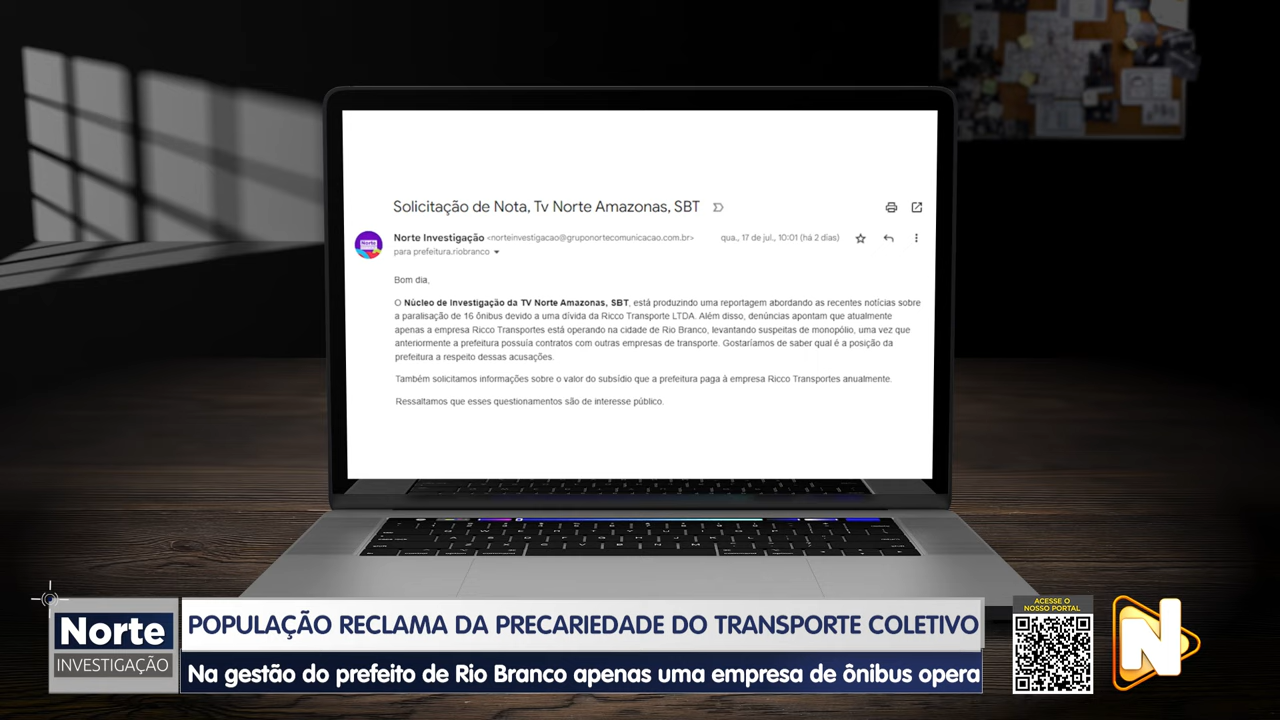 Solicitação de Nota, Tv Norte Amazonas, SBT
Norte Investigação <norteinvestigacao@gruponortecomunicacao.com.br>
qua., 17 de jul., 10:01 (há 2 dias)
para prefeitura.riobranco
Bom dia,
O Núcleo de Investigação da TV Norte Amazonas, SBT, está produzindo uma reportagem abordando as recentes notícias sobre
a paralisação de 16 ônibus devido a uma dívida da Ricco Transporte LTDA. Além disso, denúncias apontam que atualmente
apenas a empresa Ricco Transportes está operando na cidade de Rio Branco, levantando suspeitas de monopólio, uma vez que
anteriormente a prefeitura possuía contratos com outras empresas de transporte. Gostaríamos de saber qual é a posição da
prefeitura a respeito dessas acusações.
Também solicitamos informações sobre o valor do subsídio que a prefeitura paga à empresa Ricco Transportes anualmente.
Ressaltamos que esses questionamentos são de interesse público.
Norte
INVESTIGAÇÃO
POPULAÇÃO RECLAMA DA PRECARIEDADE DO TRANSPORTE COLETIVO
Na gestão do prefeito de Rio Branco apenas uma empresa de ônibus opera
ACESSE O
NOSSO PORTAL
N